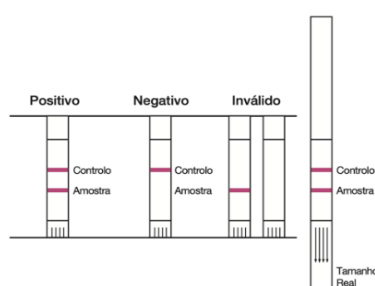 Positivo
Negativo
Inválido
Controlo
Amostra
Controlo
Amostra
Controlo
Amostra
Tamanho
Real